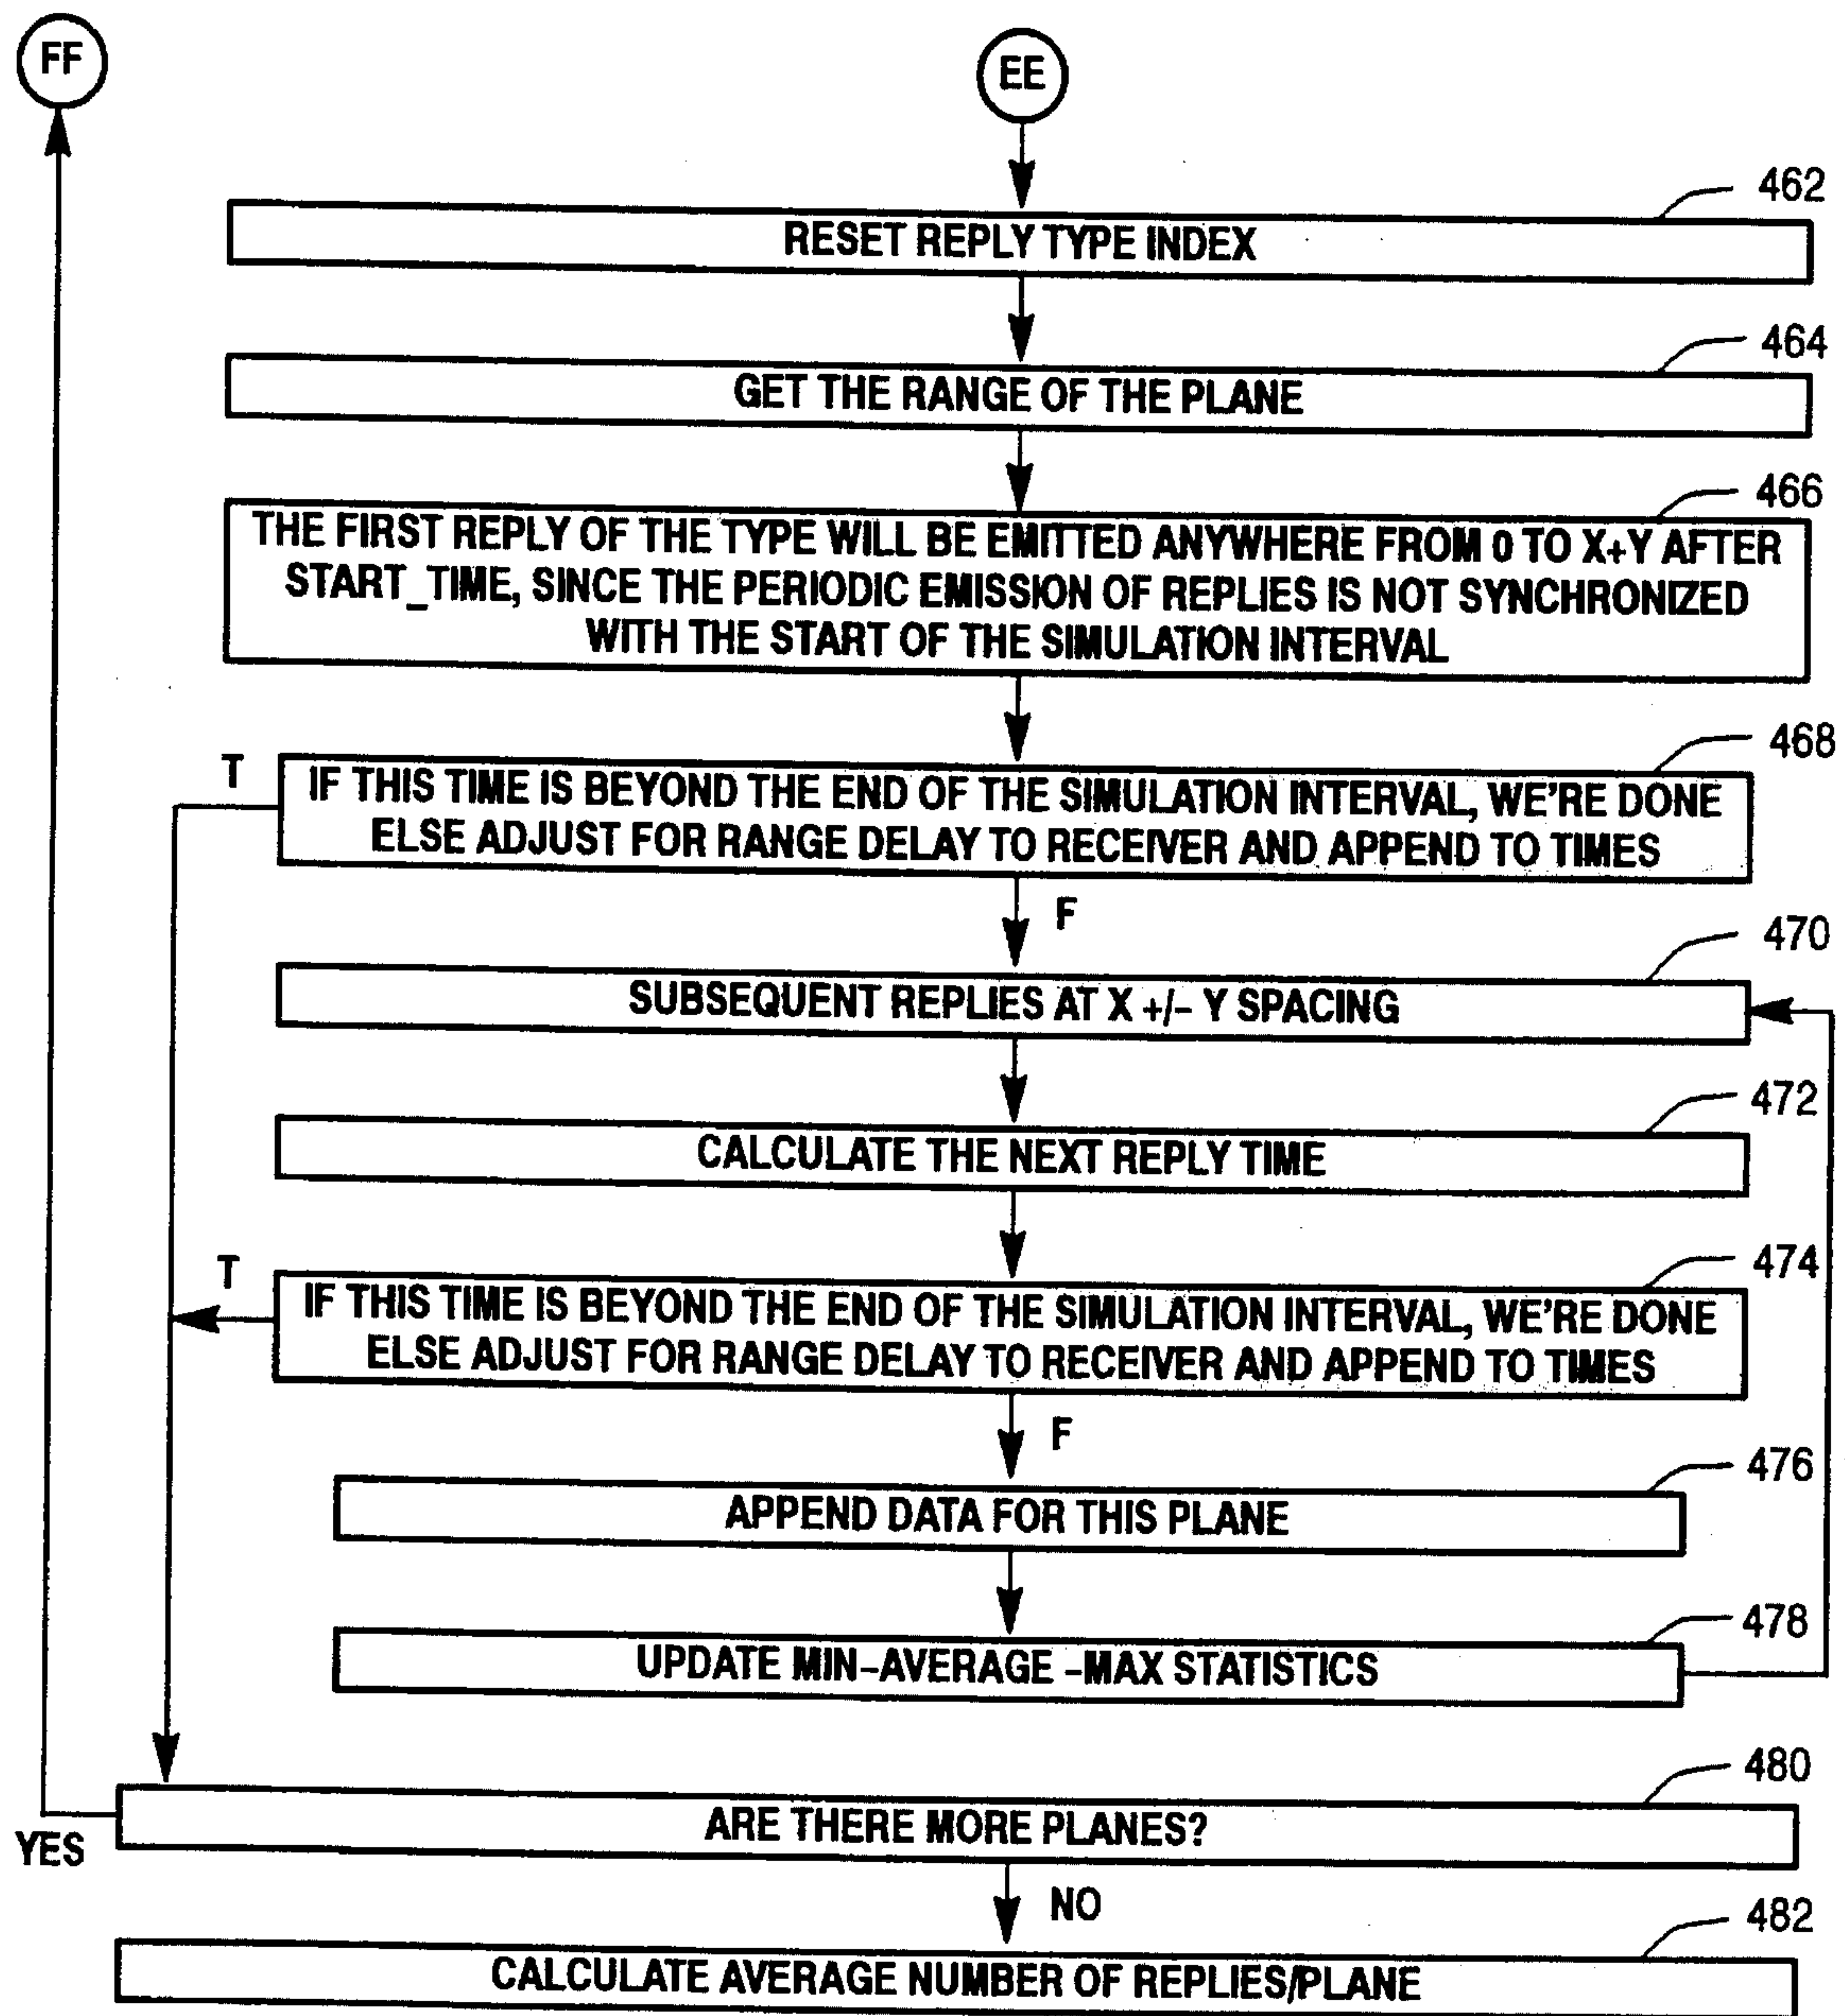 FF
EE
462
RESET REPLY TYPE INDEX
464
GET THE RANGE OF THE PLANE
466
THE FIRST REPLY OF THE TYPE WILL BE EMITTED ANYWHERE FROM 0 TO X+Y AFTER
START_TIME, SINCE THE PERIODIC EMISSION OF REPLIES IS NOT SYNCHRONIZED
WITH THE START OF THE SIMULATION INTERVAL
468
T
IF THIS TIME IS BEYOND THE END OF THE SIMULATION INTERVAL, WE'RE DONE
ELSE ADJUST FOR RANGE DELAY TO RECEIVER AND APPEND TO TIMES
F
470
SUBSEQUENT REPLIES AT X +/- Y SPACING
472
CALCULATE THE NEXT REPLY TIME
474
T
IF THIS TIME IS BEYOND THE END OF THE SIMULATION INTERVAL, WE'RE DONE
ELSE ADJUST FOR RANGE DELAY TO RECEIVER AND APPEND TO TIMES
F
476
APPEND DATA FOR THIS PLANE
478
UPDATE MIN-AVERAGE -MAX STATISTICS
480
ARE THERE MORE PLANES?
YES
NO
482
CALCULATE AVERAGE NUMBER OF REPLIES/PLANE